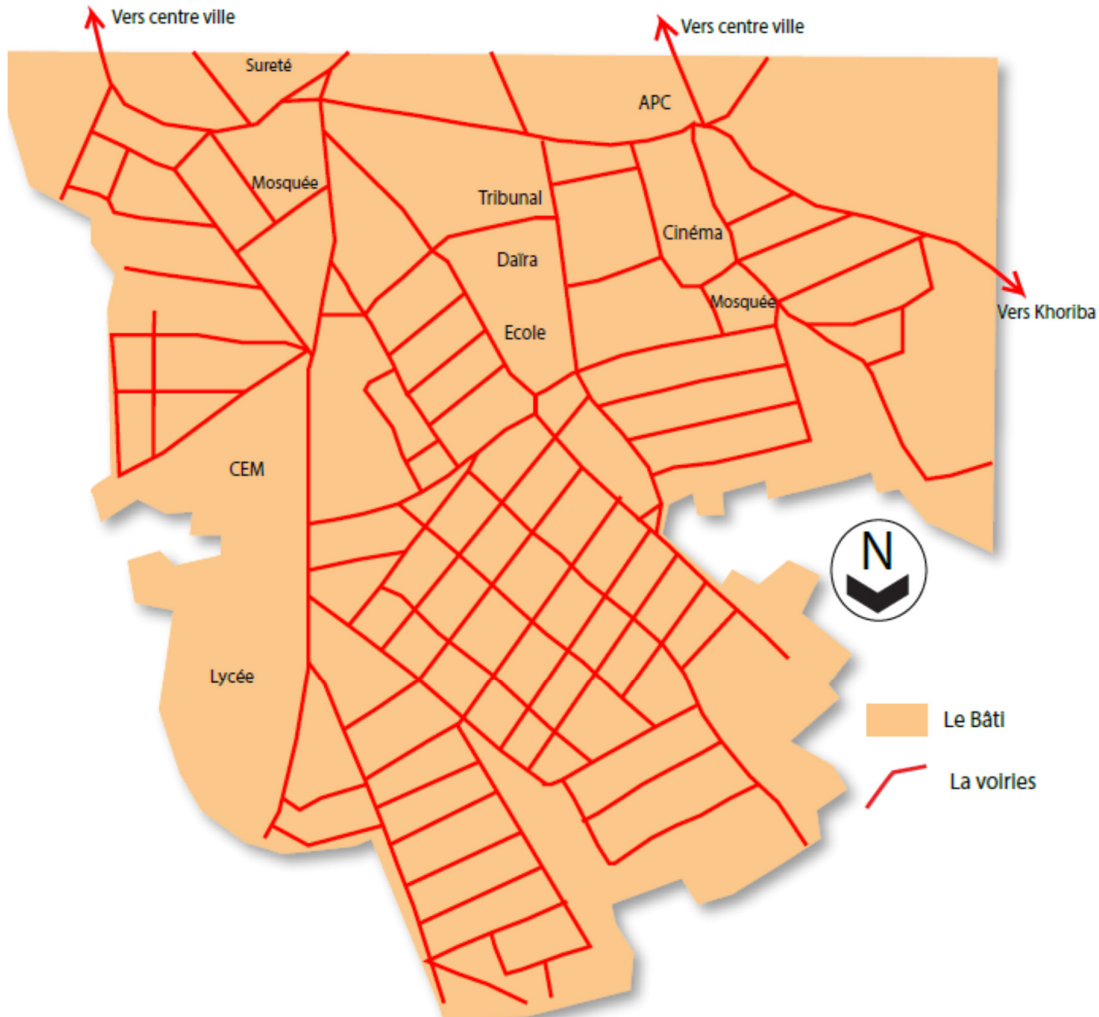 Vers centre ville
Vers centre ville
Sureté
APC
Mosquée
Tribunal
Cinéma
Daïra
Mosquée
Vers Khoriba
Ecole
CEM
N
Lycée
Le Bâti
La voiries